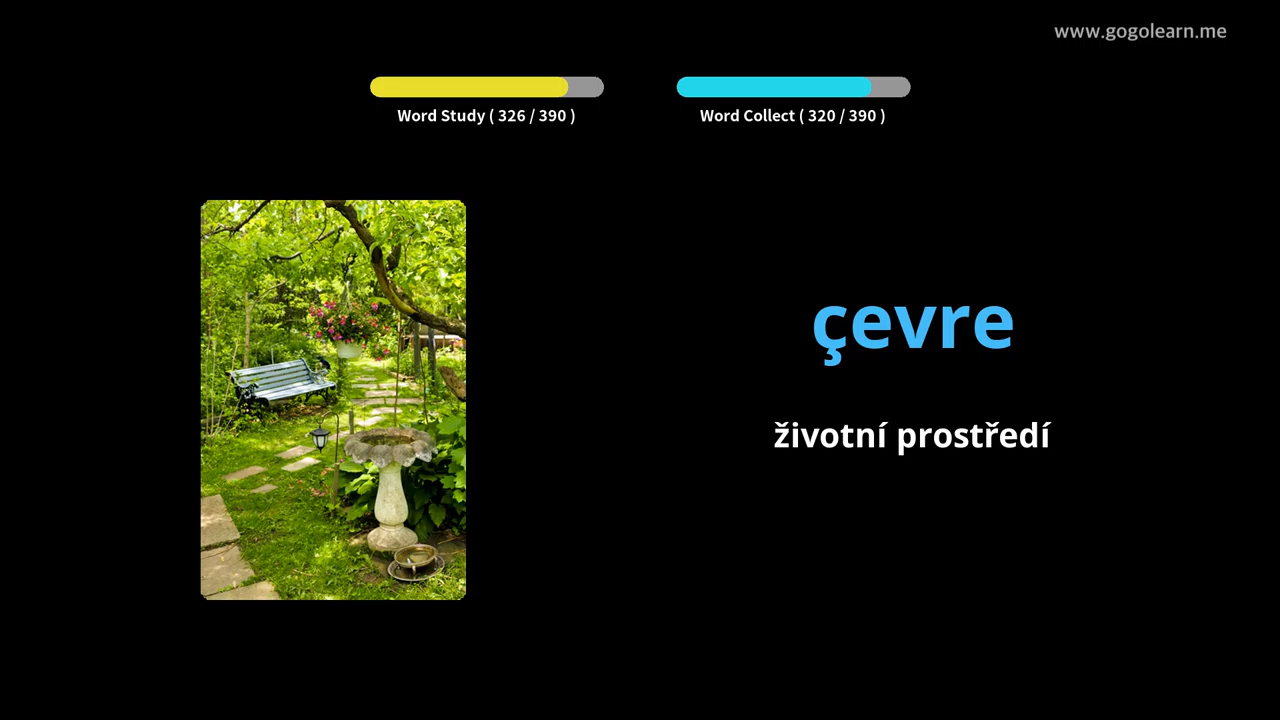 www.gogolearn.me
Word Study ( 326 / 390 )
Word Collect ( 320 / 390 )
çevre
životní prostředí